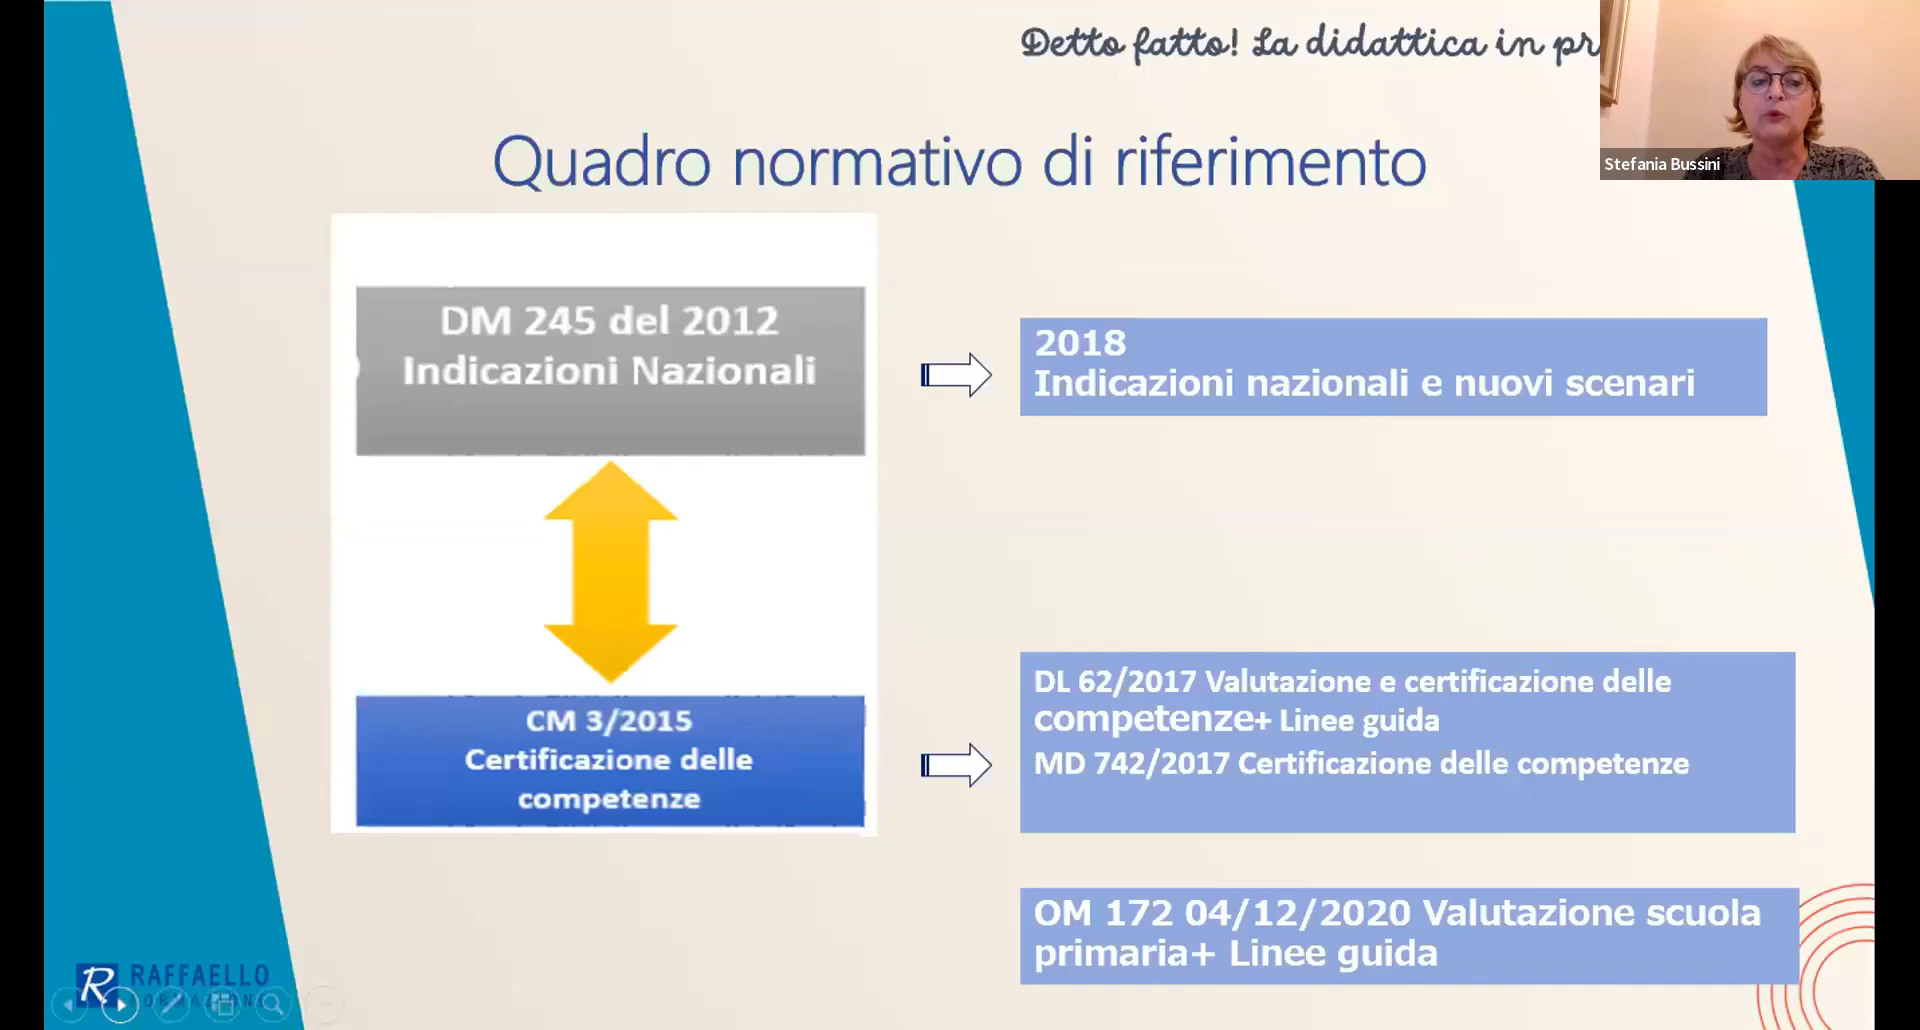 Detto fatto! La didattica in pr
Stefania Bussini
Quadro normativo di riferimento
DM 245 del 2012
Indicazioni Nazionali
2018
Indicazioni nazionali e nuovi scenari
CM 3/2015
Certificazione delle
competenze
DL 62/2017 Valutazione e certificazione delle
competenze+ Linee guida
MD 742/2017 Certificazione delle competenze
OM 172 04/12/2020 Valutazione scuola
primaria+ Linee guida
R RAFFAELLO
FORMAZIONE